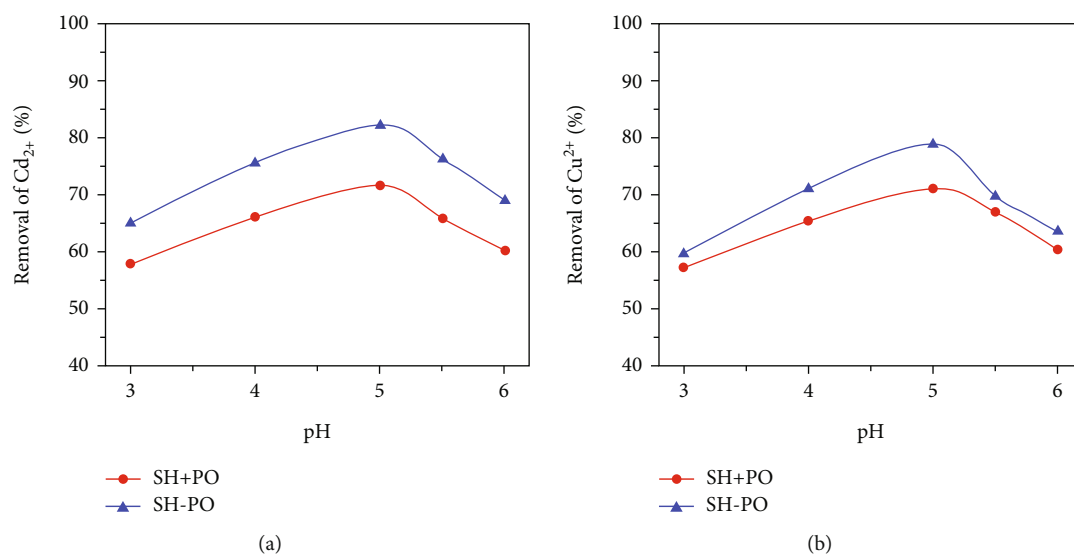 100
90
80
70
60
50
40
Removal of Cd₂₊ (%)
3 4 5 6
pH
SH+PO
SH-PO
(a)
100
90
80
70
60
50
40
Removal of Cu²⁺ (%)
3 4 5 6
pH
SH+PO
SH-PO
(b)